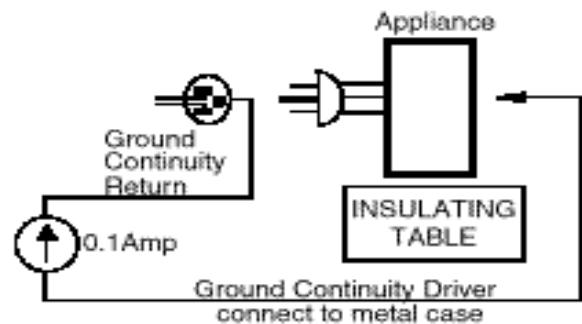 Appliance
Ground
Continuity
Return
INSULATING
TABLE
0.1Amp
Ground Continuity Driver
connect to metal case